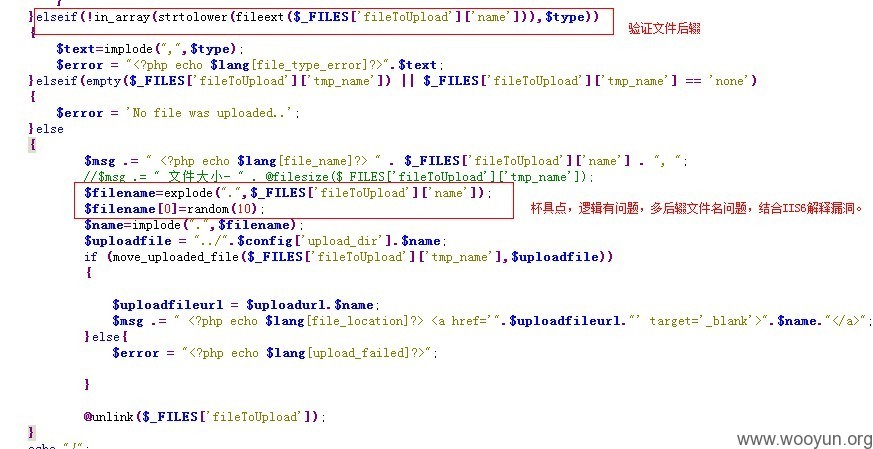 }elseif(!in_array(strtolower(fileext($_FILES['fileToUpload']['name'])),$type))
验证文件后辍
{
$text=implode(",",$type);
$error = "<?php echo $lang[file_type_error]?>".$text;
}elseif(empty($_FILES['fileToUpload']['tmp_name']) || $_FILES['fileToUpload']['tmp_name'] == 'none')
{
$error = 'No file was uploaded..';
}else
{
$msg .= " <?php echo $lang[file_name]?> " . $_FILES['fileToUpload']['name'] . ", ";
//$msg .= " 文件大小- " . @filesize($_FILES['fileToUpload']['tmp_name']);
$filename=explode(".",$_FILES['fileToUpload']['name']);
$filename[0]=random(10);
杯具点，逻辑有问题，多后辍文件名问题，结合IIS6解释漏洞。
$name=implode(".",$filename);
$uploadfile = "../".$config['upload_dir'].$name;
if (move_uploaded_file($_FILES['fileToUpload']['tmp_name'],$uploadfile))
{
$uploadfileurl = $uploadurl.$name;
$msg .= " <?php echo $lang[file_location]?> <a href='".$uploadfileurl."' target='_blank'>".$name."</a>";
}else{
$error = "<?php echo $lang[upload_failed]?>";
}
@unlink($_FILES['fileToUpload']);
}
www.wooyun.org